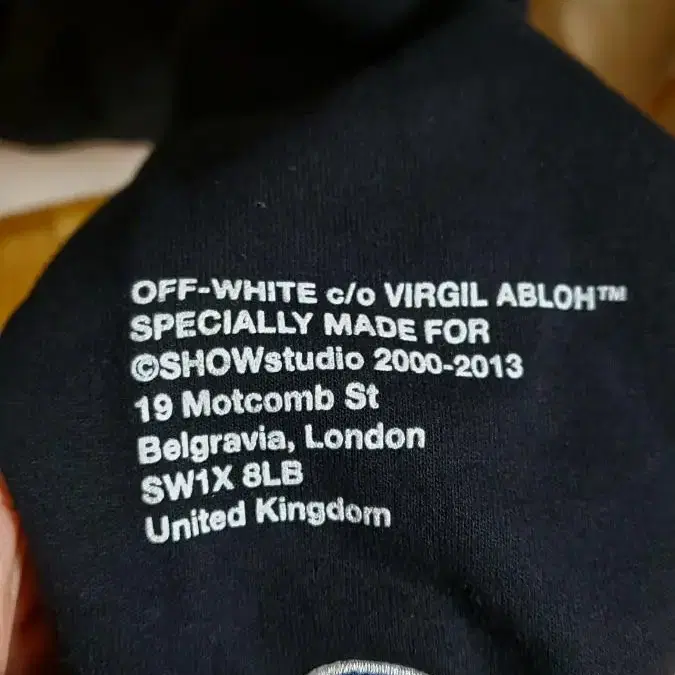 OFF-WHITE c/o VIRGIL ABLOH™
SPECIALLY MADE FOR
©SHOWstudio 2000-2013
19 Motcomb St
Belgravia, London
SW1X 8LB
United Kingdom